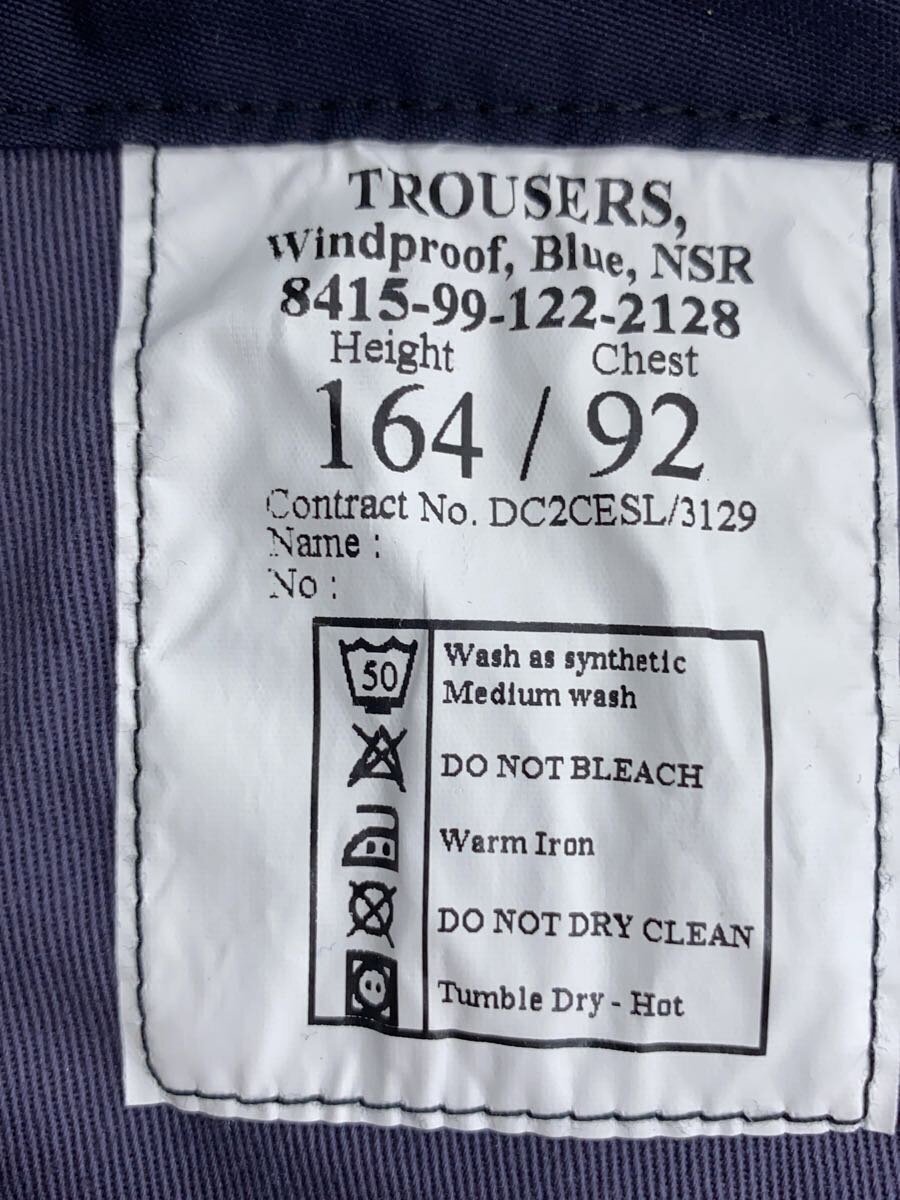 TROUSERS,
Windproof, Blue, NSR
8415-99-122-2128
Height Chest
164 / 92
Contract No. DC2CESL/3129
Name :
No :
50 Wash as synthetic
Medium wash
DO NOT BLEACH
Warm Iron
DO NOT DRY CLEAN
Tumble Dry - Hot